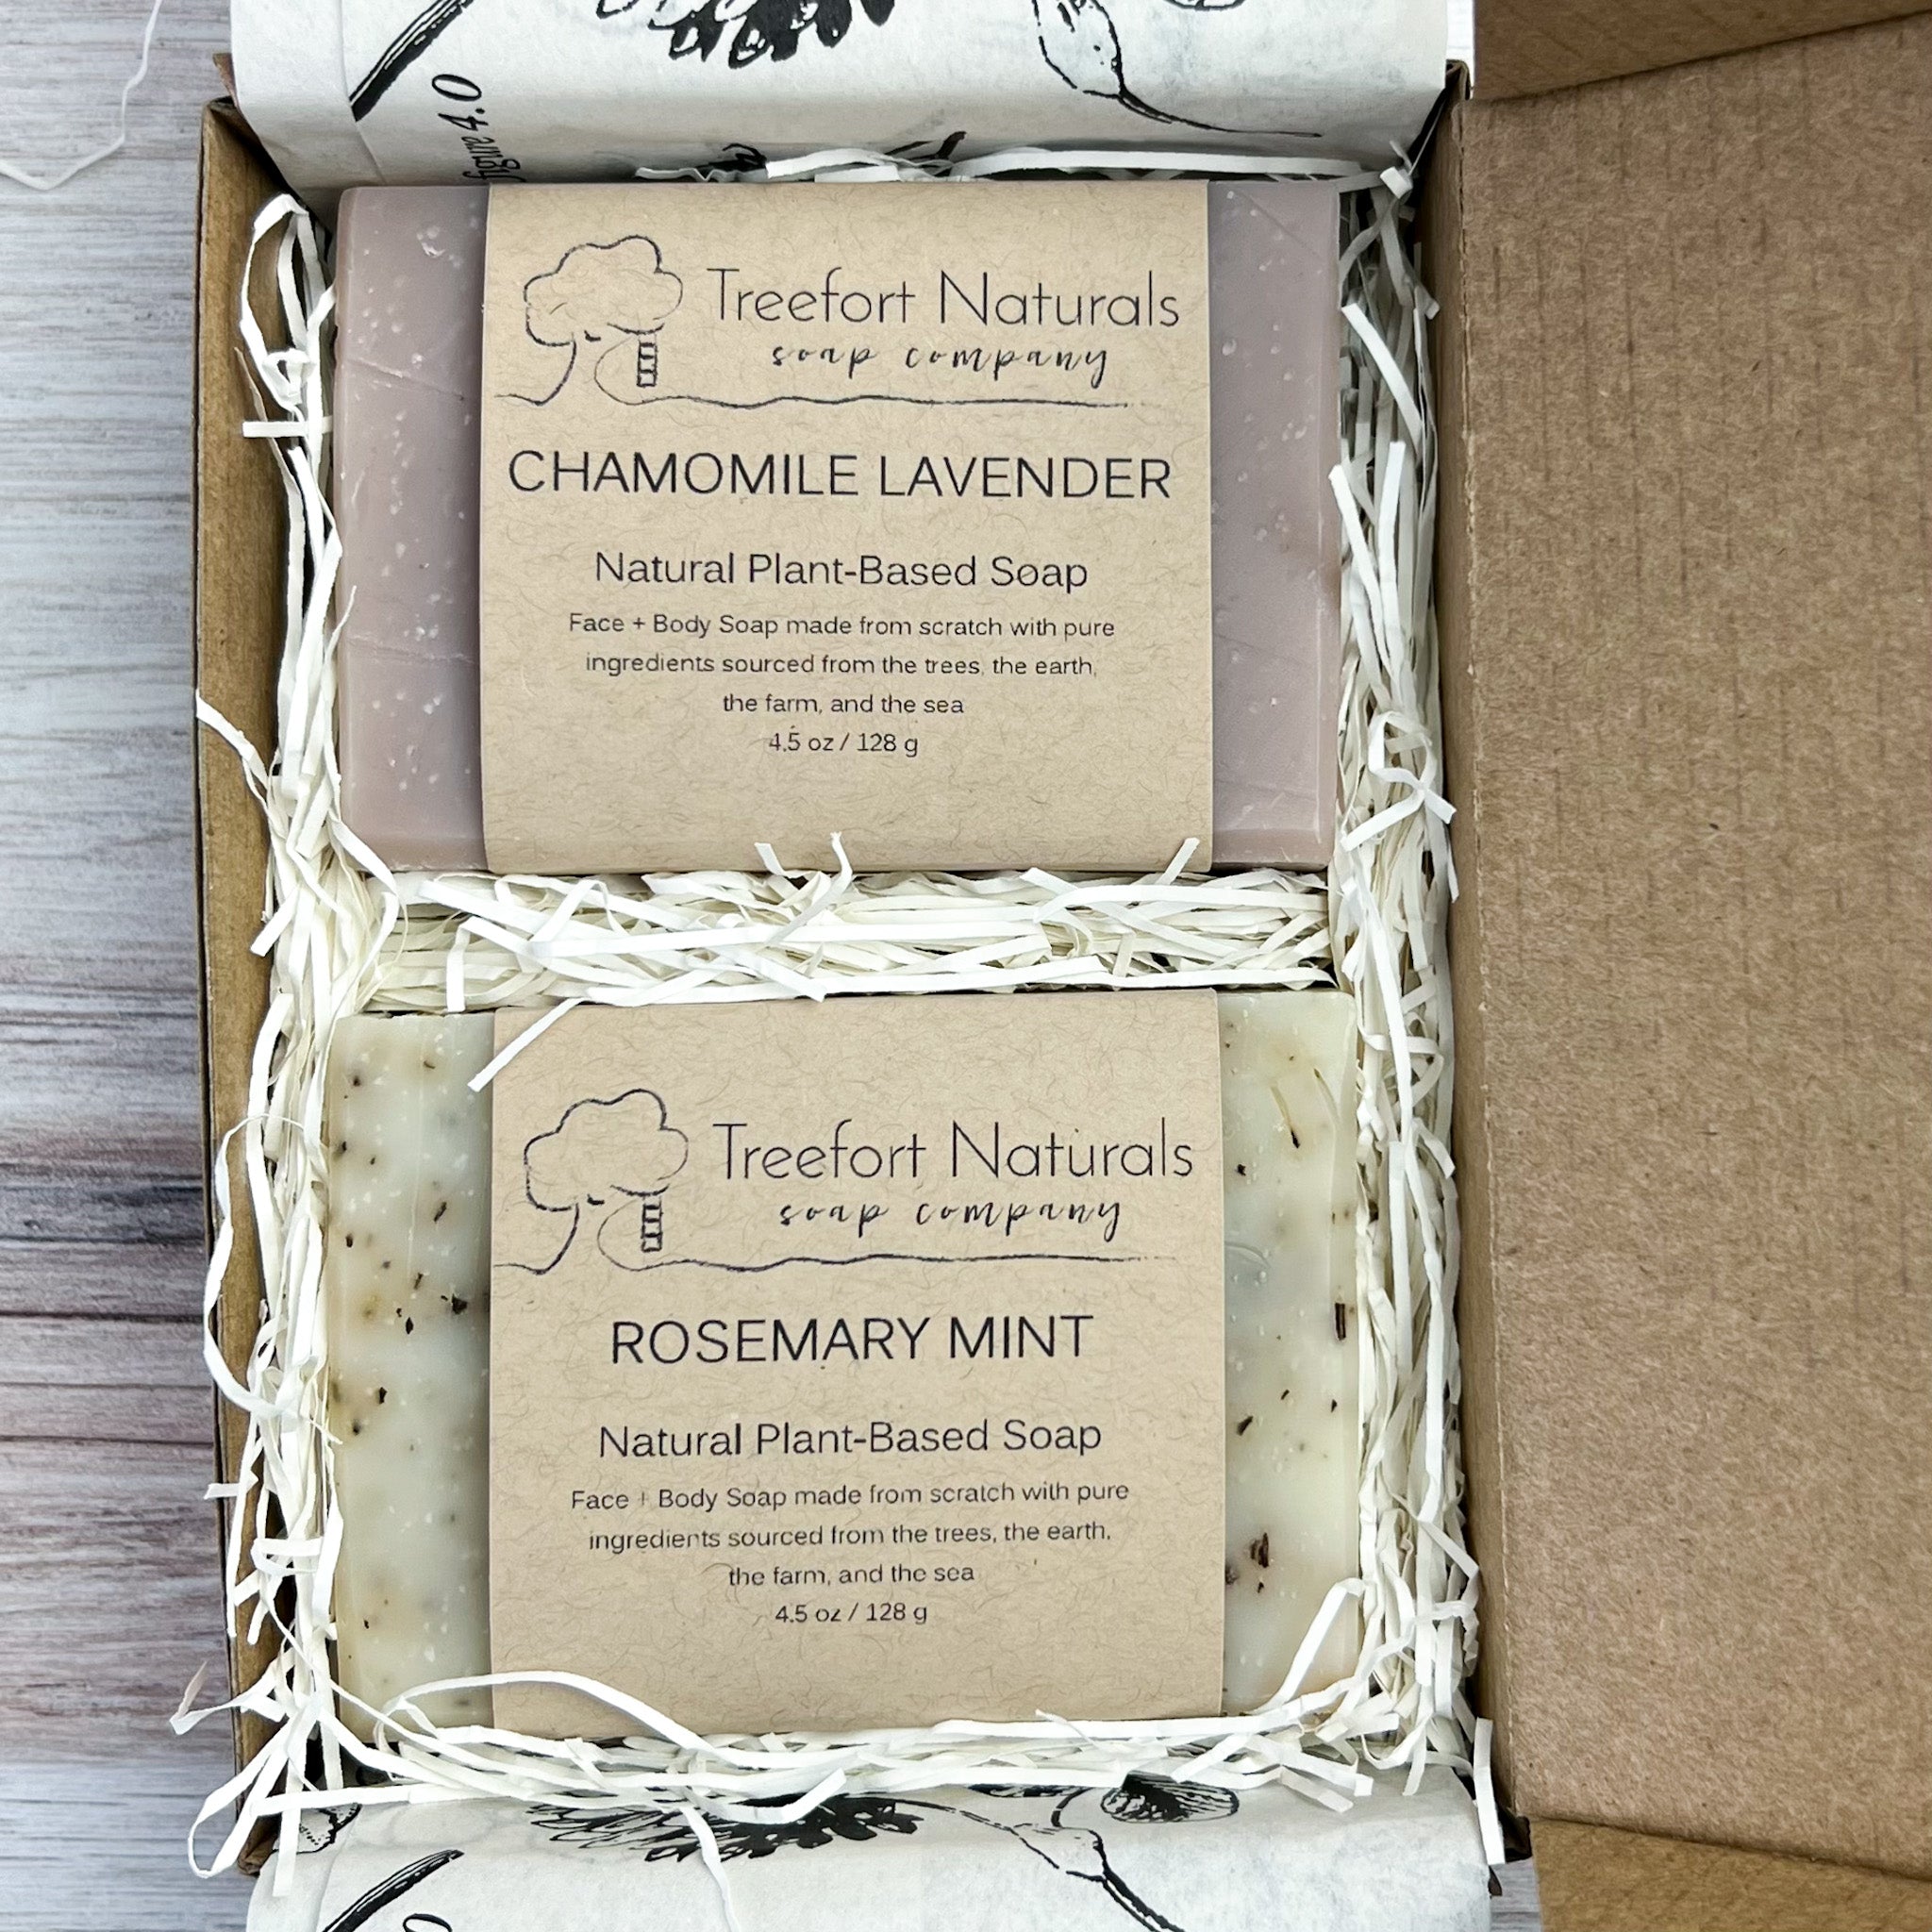 Treefort Naturals
soap company
CHAMOMILE LAVENDER
Natural Plant-Based Soap
Face + Body Soap made from scratch with pure
ingredients sourced from the trees, the earth,
the farm, and the sea
4.5 oz / 128 g
Treefort Naturals
soap company
ROSEMARY MINT
Natural Plant-Based Soap
Face + Body Soap made from scratch with pure
ingredients sourced from the trees, the earth,
the farm, and the sea
4.5 oz / 128 g